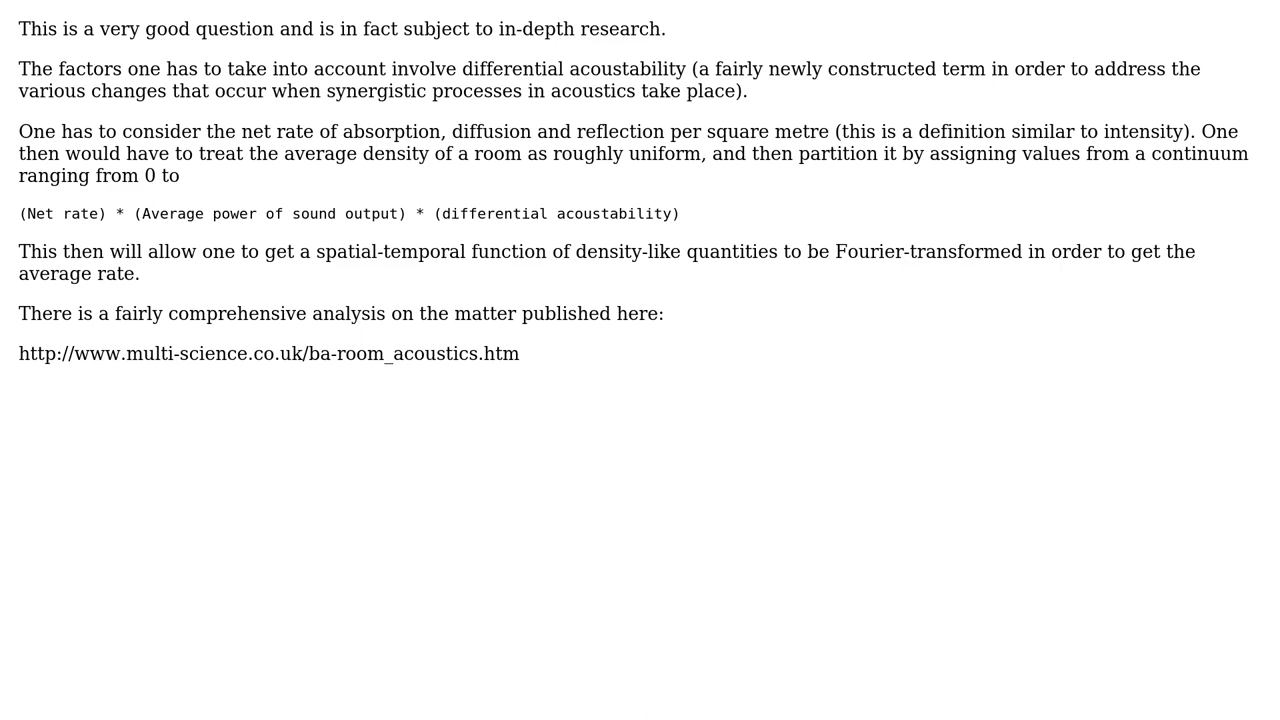 This is a very good question and is in fact subject to in-depth research.
The factors one has to take into account involve differential acoustability (a fairly newly constructed term in order to address the
various changes that occur when synergistic processes in acoustics take place).
One has to consider the net rate of absorption, diffusion and reflection per square metre (this is a definition similar to intensity). One
then would have to treat the average density of a room as roughly uniform, and then partition it by assigning values from a continuum
ranging from 0 to
(Net rate) * (Average power of sound output) * (differential acoustability)
This then will allow one to get a spatial-temporal function of density-like quantities to be Fourier-transformed in order to get the
average rate.
There is a fairly comprehensive analysis on the matter published here:
http://www.multi-science.co.uk/ba-room_acoustics.htm